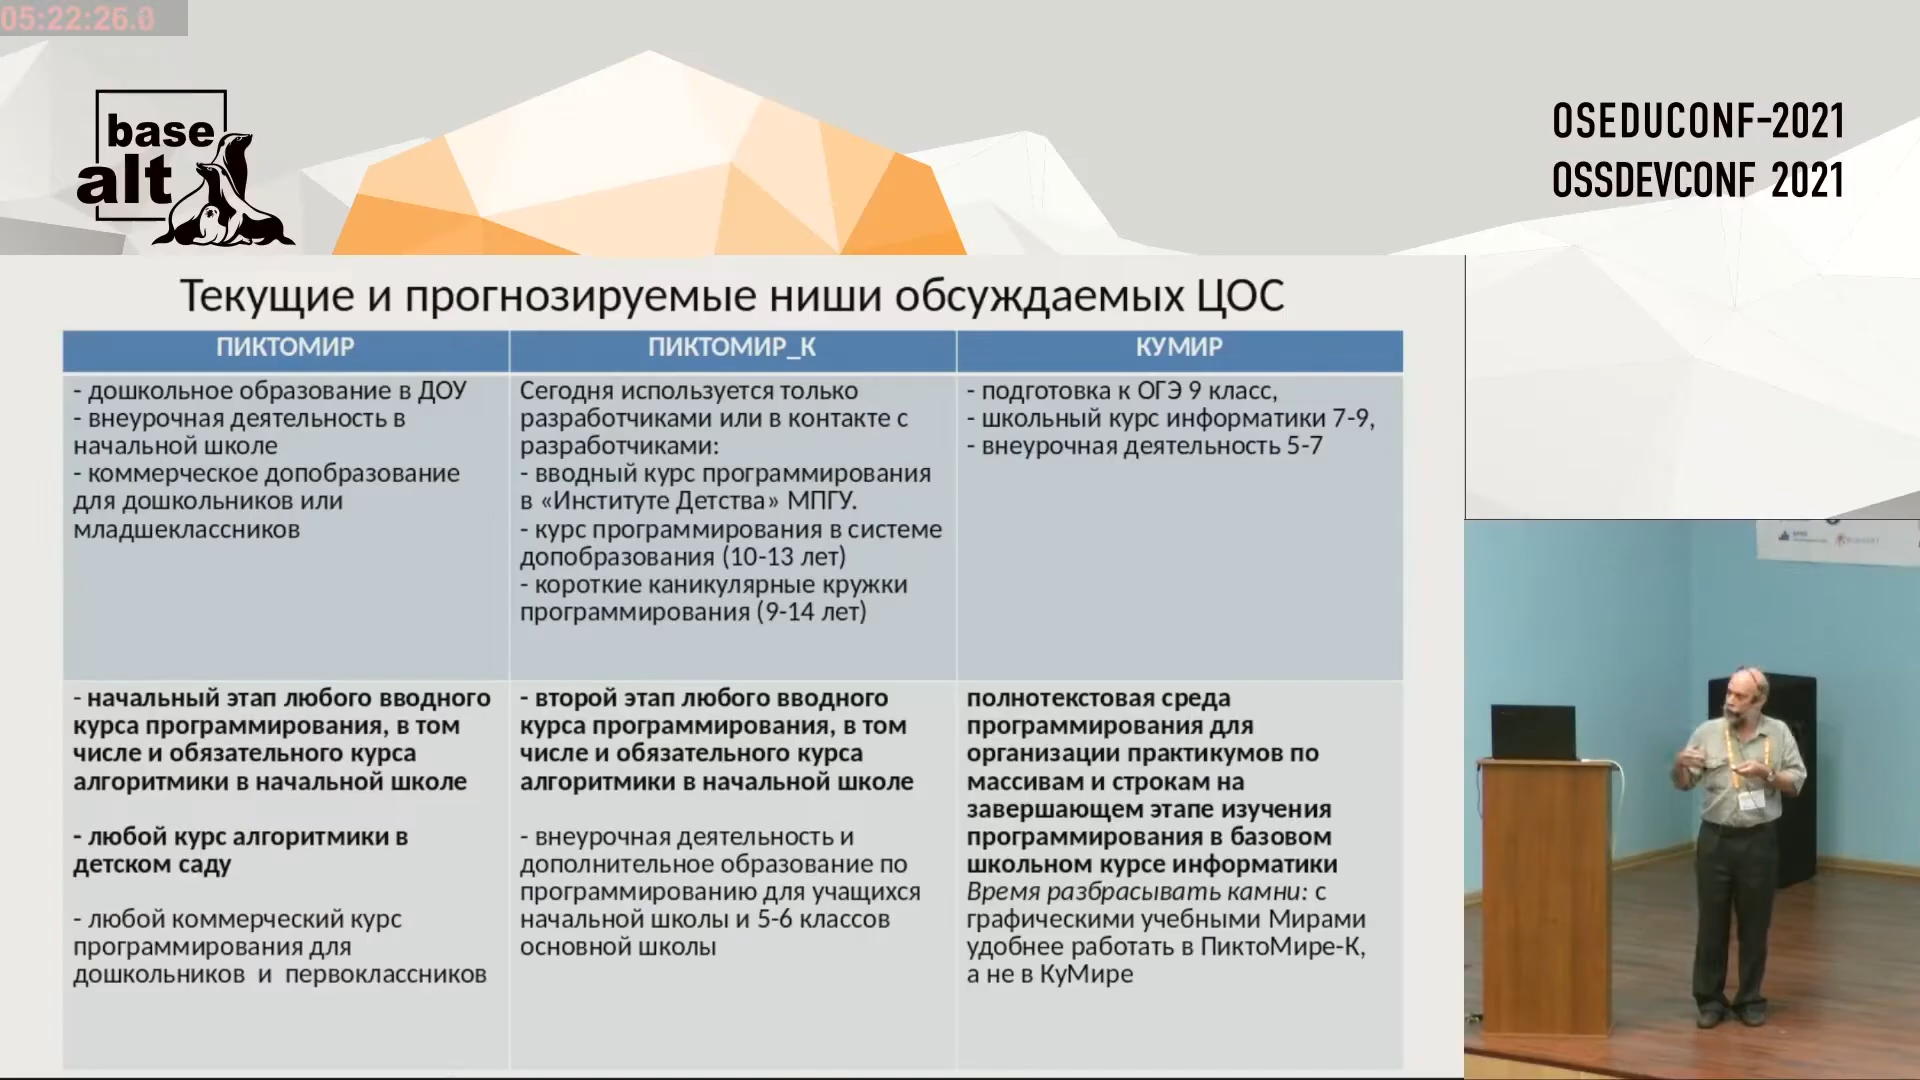 05:22:26.0
base
alt
OSEDUCONF-2021
OSSDEVCONF 2021
Текущие и прогнозируемые ниши обсуждаемых ЦОС
ПИКТОМИР
- дошкольное образование в ДОУ
- внеурочная деятельность в
начальной школе
- коммерческое допобразование
для дошкольников или
младшеклассников
- начальный этап любого вводного
курса программирования, в том
числе и обязательного курса
алгоритмики в начальной школе
- любой курс алгоритмики в
детском саду
- любой коммерческий курс
программирования для
дошкольников и первоклассников
ПИКТОМИР_К
Сегодня используется только
разработчиками или в контакте с
разработчиками:
- вводный курс программирования
в «Институте Детства» МПГУ.
- курс программирования в системе
допобразования (10-13 лет)
- короткие каникулярные кружки
программирования (9-14 лет)
- второй этап любого вводного
курса программирования, в том
числе и обязательного курса
алгоритмики в начальной школе
- внеурочная деятельность и
дополнительное образование по
программированию для учащихся
начальной школы и 5-6 классов
основной школы
КУМИР
- подготовка к ОГЭ 9 класс,
- школьный курс информатики 7-9,
- внеурочная деятельность 5-7
полнотекстовая среда
программирования для
организации практикумов по
массивам и строкам на
завершающем этапе изучения
программирования в базовом
школьном курсе информатики
Время разбрасывать камни: с
графическими учебными Мирами
удобнее работать в ПиктоМире-К,
а не в КуМире